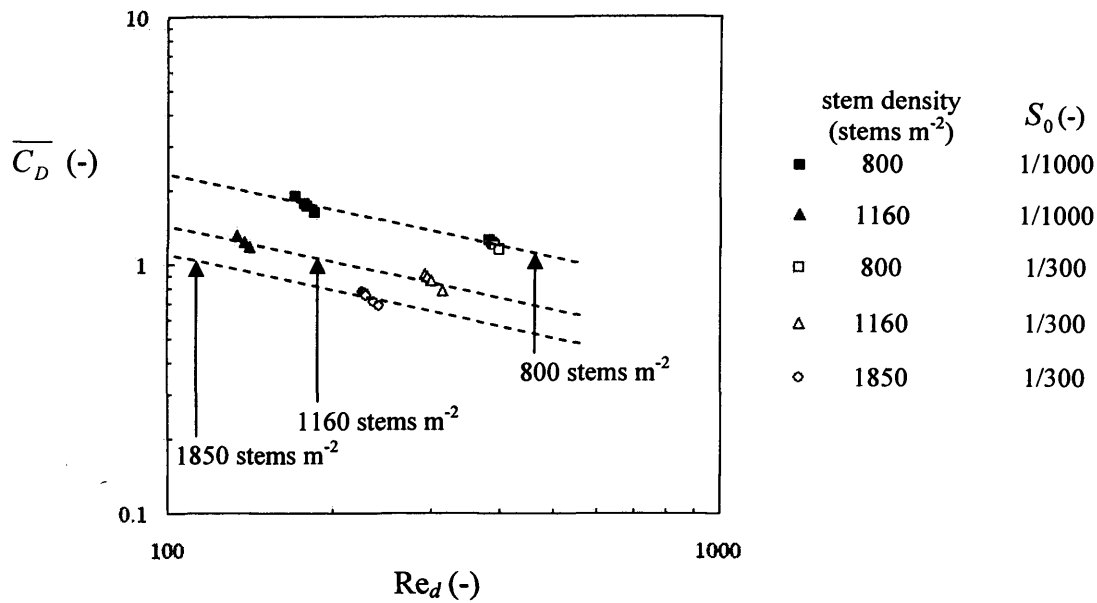 10
1
0.1
100
1000
C_D (-)
Re_d (-)
800 stems m^-2
1160 stems m^-2
1850 stems m^-2
stem density (stems m^-2) S_0 (-)
800 1/1000
1160 1/1000
800 1/300
1160 1/300
1850 1/300